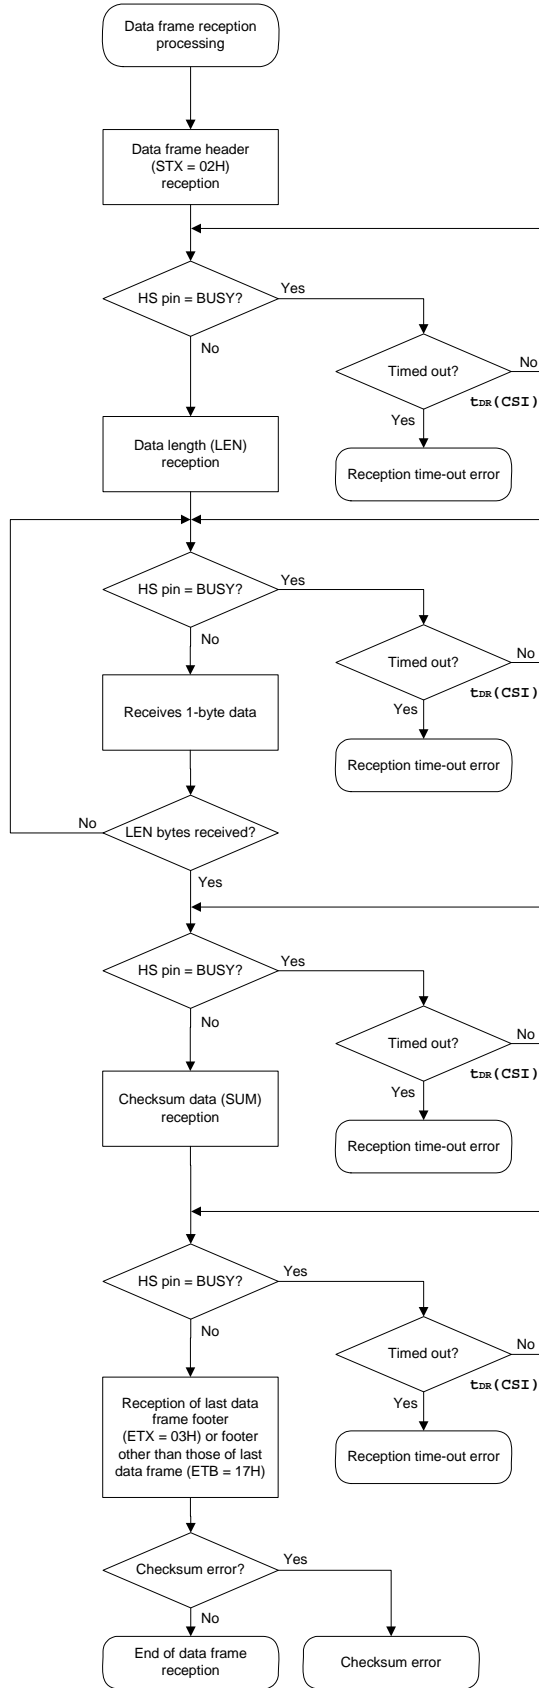 Data frame reception
processing
Data frame header
(STX = 02H)
reception
HS pin = BUSY?
Yes
No
Timed out?
No
tDR(CSI)
Yes
Reception time-out error
Data length (LEN)
reception
HS pin = BUSY?
Yes
No
Timed out?
No
tDR(CSI)
Yes
Reception time-out error
Receives 1-byte data
No
LEN bytes received?
Yes
HS pin = BUSY?
Yes
No
Timed out?
No
tDR(CSI)
Yes
Reception time-out error
Checksum data (SUM)
reception
HS pin = BUSY?
Yes
No
Timed out?
No
tDR(CSI)
Yes
Reception time-out error
Reception of last data
frame footer
(ETX = 03H) or footer
other than those of last
data frame (ETB = 17H)
Checksum error?
Yes
No
End of data frame
reception
Checksum error